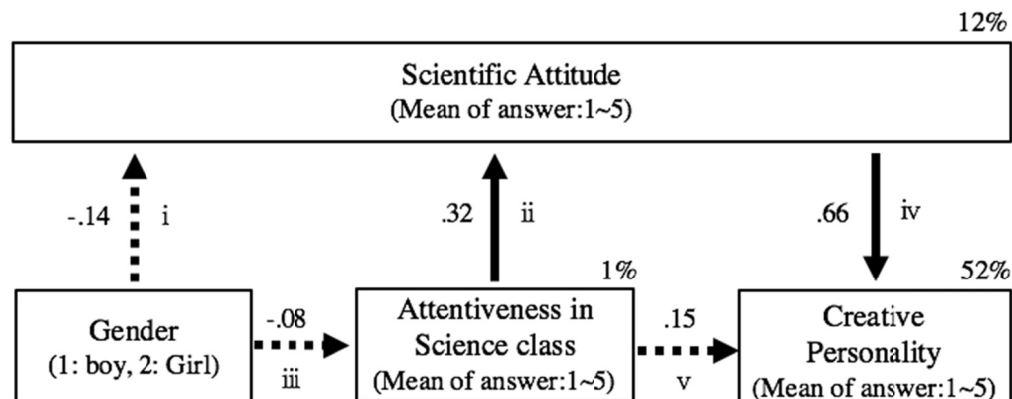 12%
Scientific Attitude
(Mean of answer:1~5)
-.14 i
.32 ii
.66 iv
1%
52%
Gender
(1: boy, 2: Girl)
-.08
iii
Attentiveness in
Science class
(Mean of answer:1~5)
.15
v
Creative
Personality
(Mean of answer:1~5)